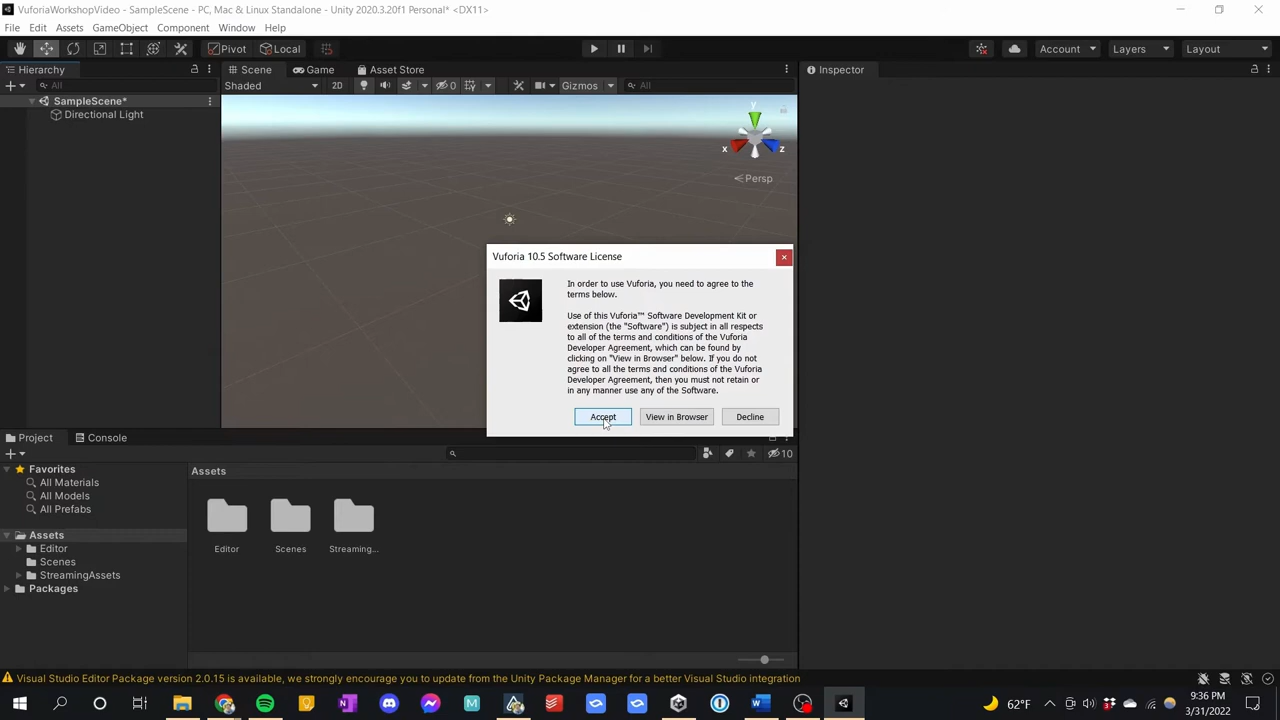 VuforiaWorkshopVideo - SampleScene - PC, Mac & Linux Standalone - Unity 2020.3.20f1 Personal* <DX11>
File Edit Assets GameObject Component Window Help
Pivot Local Account Layers Layout
Hierarchy Scene Game Asset Store Inspector
All Shaded 2D 0 Gizmos All
SampleScene*
Directional Light
y
x z
Persp
Vuforia 10.5 Software License
In order to use Vuforia, you need to agree to the
terms below.
Use of this Vuforia™ Software Development Kit or
extension (the "Software") is subject in all respects
to all of the terms and conditions of the Vuforia
Developer Agreement, which can be found by
clicking on "View in Browser" below. If you do not
agree to all the terms and conditions of the Vuforia
Developer Agreement, then you must not retain or
in any manner use any of the Software.
Accept View in Browser Decline
Project Console
10
Favorites
All Materials
All Models
All Prefabs
Assets
Editor
Scenes
StreamingAssets
Packages
Assets
Editor Scenes Streaming...
Visual Studio Editor Package version 2.0.15 is available, we strongly encourage you to update from the Unity Package Manager for a better Visual Studio integration
62°F
9:36 PM
3/31/2022